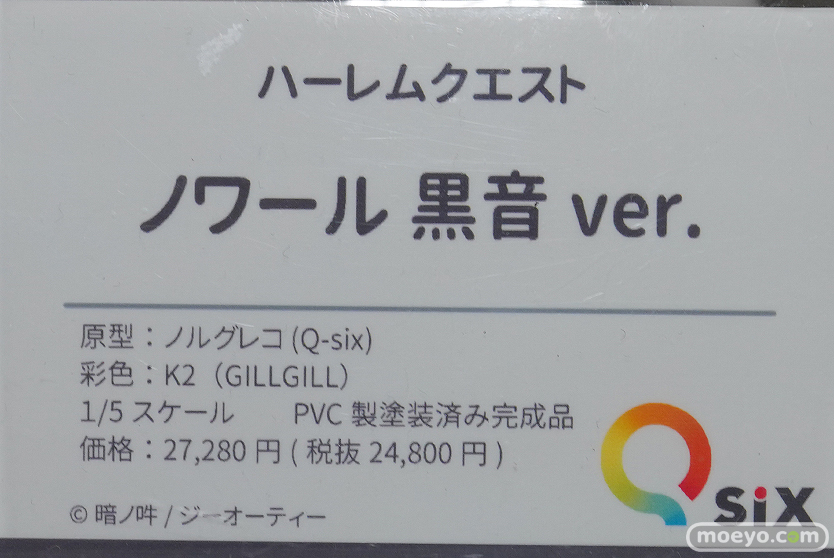 ハーレムクエスト
ノワール 黒音 ver.
原型：ノルグレコ (Q-six)
彩色：K2（GILLGILL）
1/5 スケール　　PVC 製塗装済み完成品
価格：27,280 円 ( 税抜 24,800 円 )
© 暗ノ吽 / ジーオーティー
Q six
moeyo.com